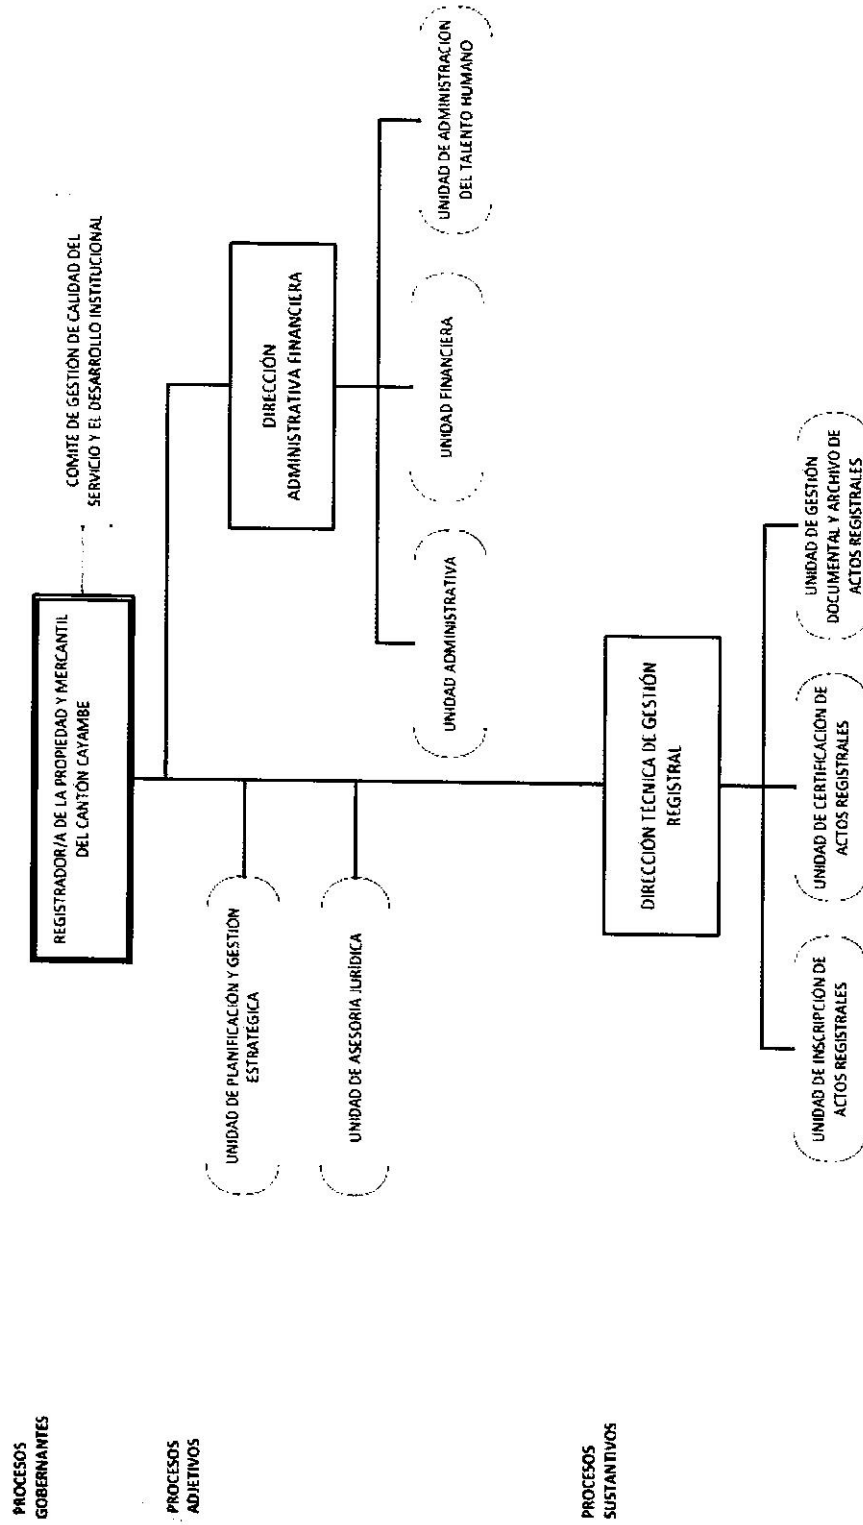 PROCESOS
GOBERNANTES
REGISTRADOR/A DE LA PROPIEDAD Y MERCANTIL
DEL CANTÓN CAYAMBE
COMITÉ DE GESTIÓN DE CALIDAD DEL
SERVICIO Y EL DESARROLLO INSTITUCIONAL
PROCESOS
ADJETIVOS
UNIDAD DE PLANIFICACIÓN Y GESTIÓN
ESTRATÉGICA
UNIDAD DE ASESORIA JURÍDICA
DIRECCIÓN
ADMINISTRATIVA FINANCIERA
UNIDAD ADMINISTRATIVA
UNIDAD FINANCIERA
UNIDAD DE ADMINISTRACIÓN
DEL TALENTO HUMANO
PROCESOS
SUSTANTIVOS
DIRECCIÓN TÉCNICA DE GESTIÓN
REGISTRAL
UNIDAD DE INSCRIPCIÓN DE
ACTOS REGISTRALES
UNIDAD DE CERTIFICACIÓN DE
ACTOS REGISTRALES
UNIDAD DE GESTIÓN
DOCUMENTAL Y ARCHIVO DE
ACTOS REGISTRALES